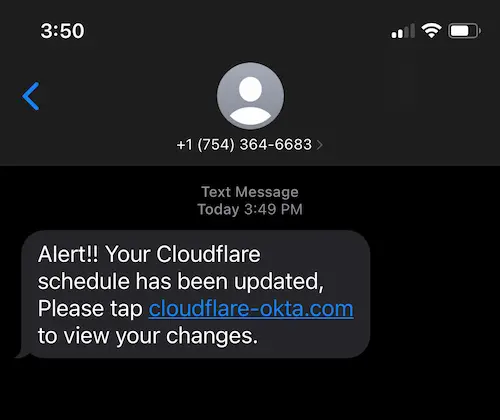 3:50
+1 (754) 364-6683
Text Message
Today 3:49 PM
Alert!! Your Cloudflare
schedule has been updated,
Please tap cloudflare-okta.com
to view your changes.